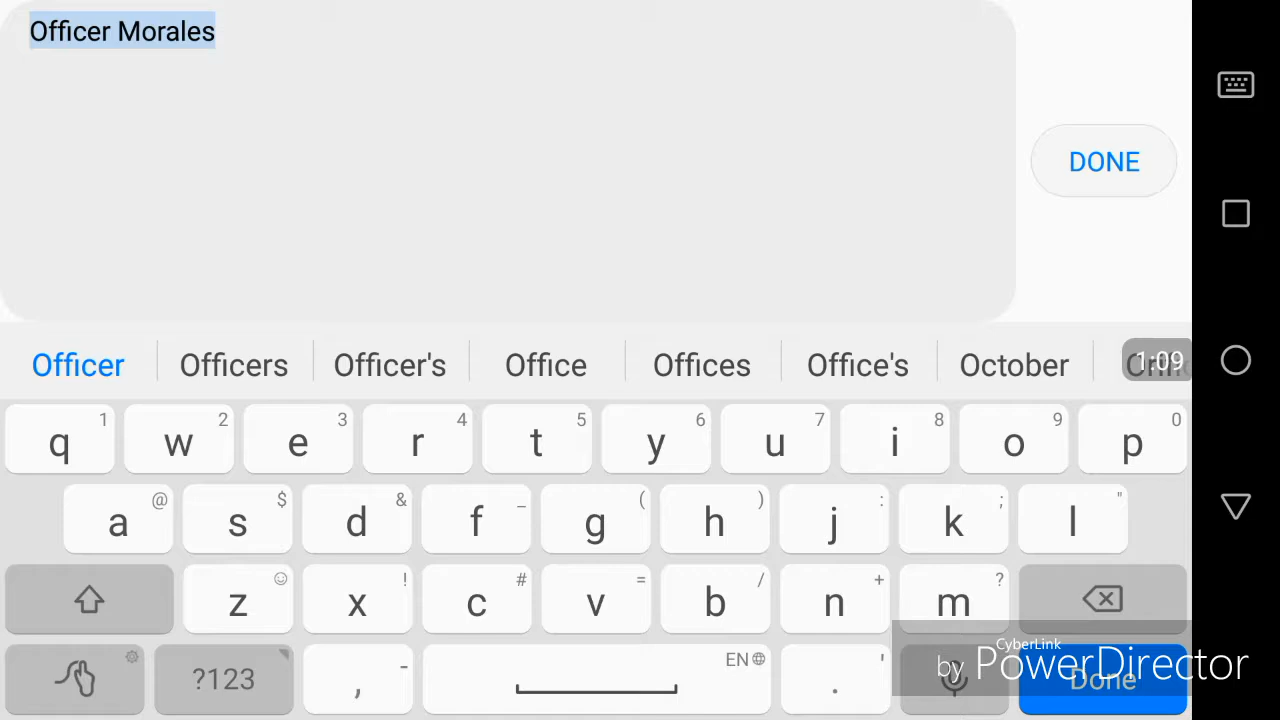 Officer Morales
DONE
Officer Officers Officer's Office Offices Office's October
1:09
q 1 w 2 e 3 r 4 t 5 y 6 u 7 i 8 o 9 p 0
a @ s $ d & f _ g ( h ) j : k ; l "
z x ! c # v = b / n + m ?
?123 , - EN . ' Done
CyberLink
by PowerDirector